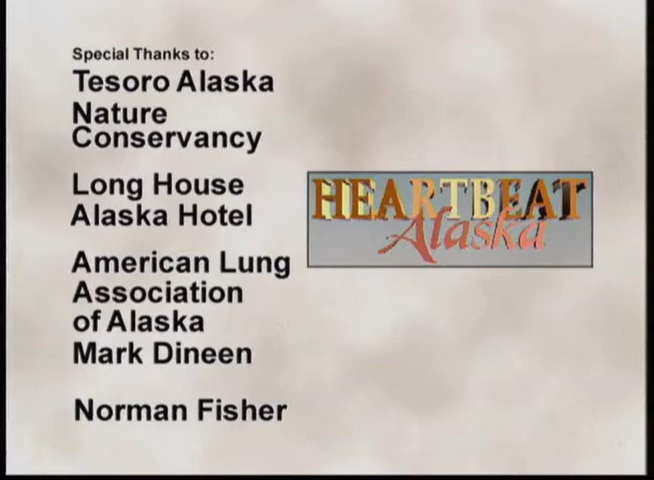 Special Thanks to:
Tesoro Alaska
Nature
Conservancy
Long House
Alaska Hotel
American Lung
Association
of Alaska
Mark Dineen
Norman Fisher
HEARTBEAT
Alaska